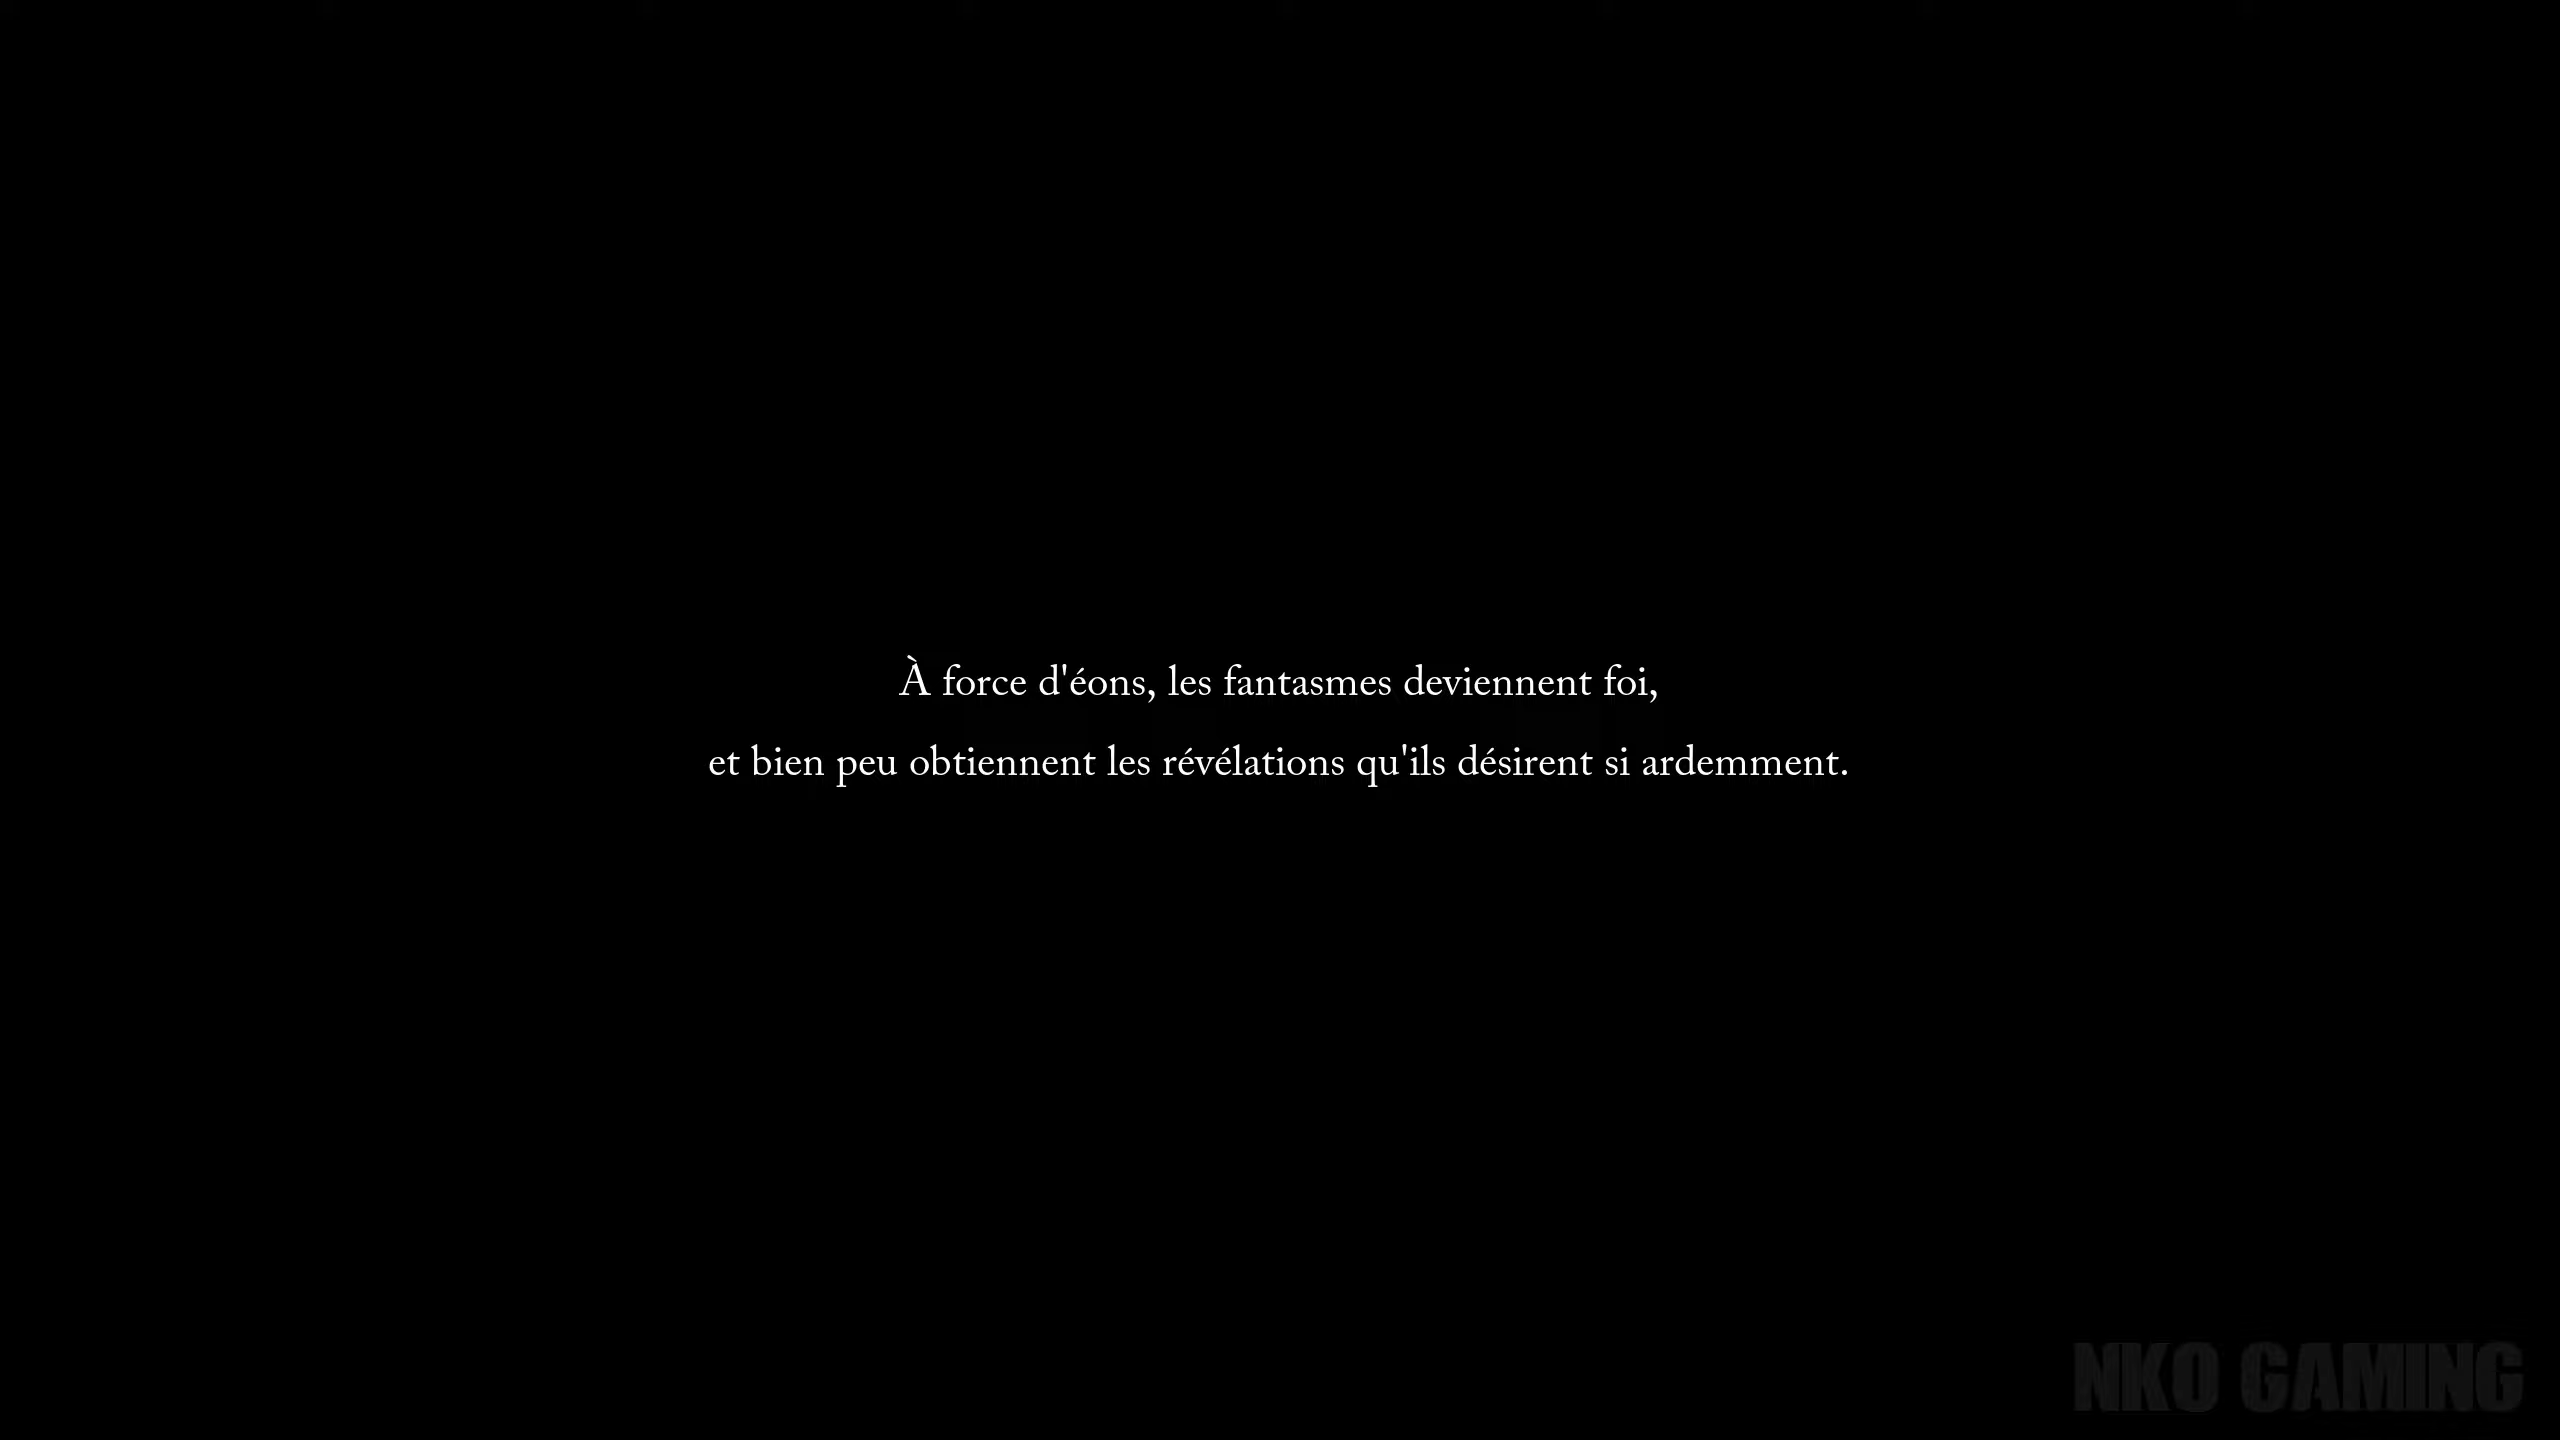 À force d'éons, les fantasmes deviennent foi,
et bien peu obtiennent les révélations qu'ils désirent si ardemment.
NKO GAMING